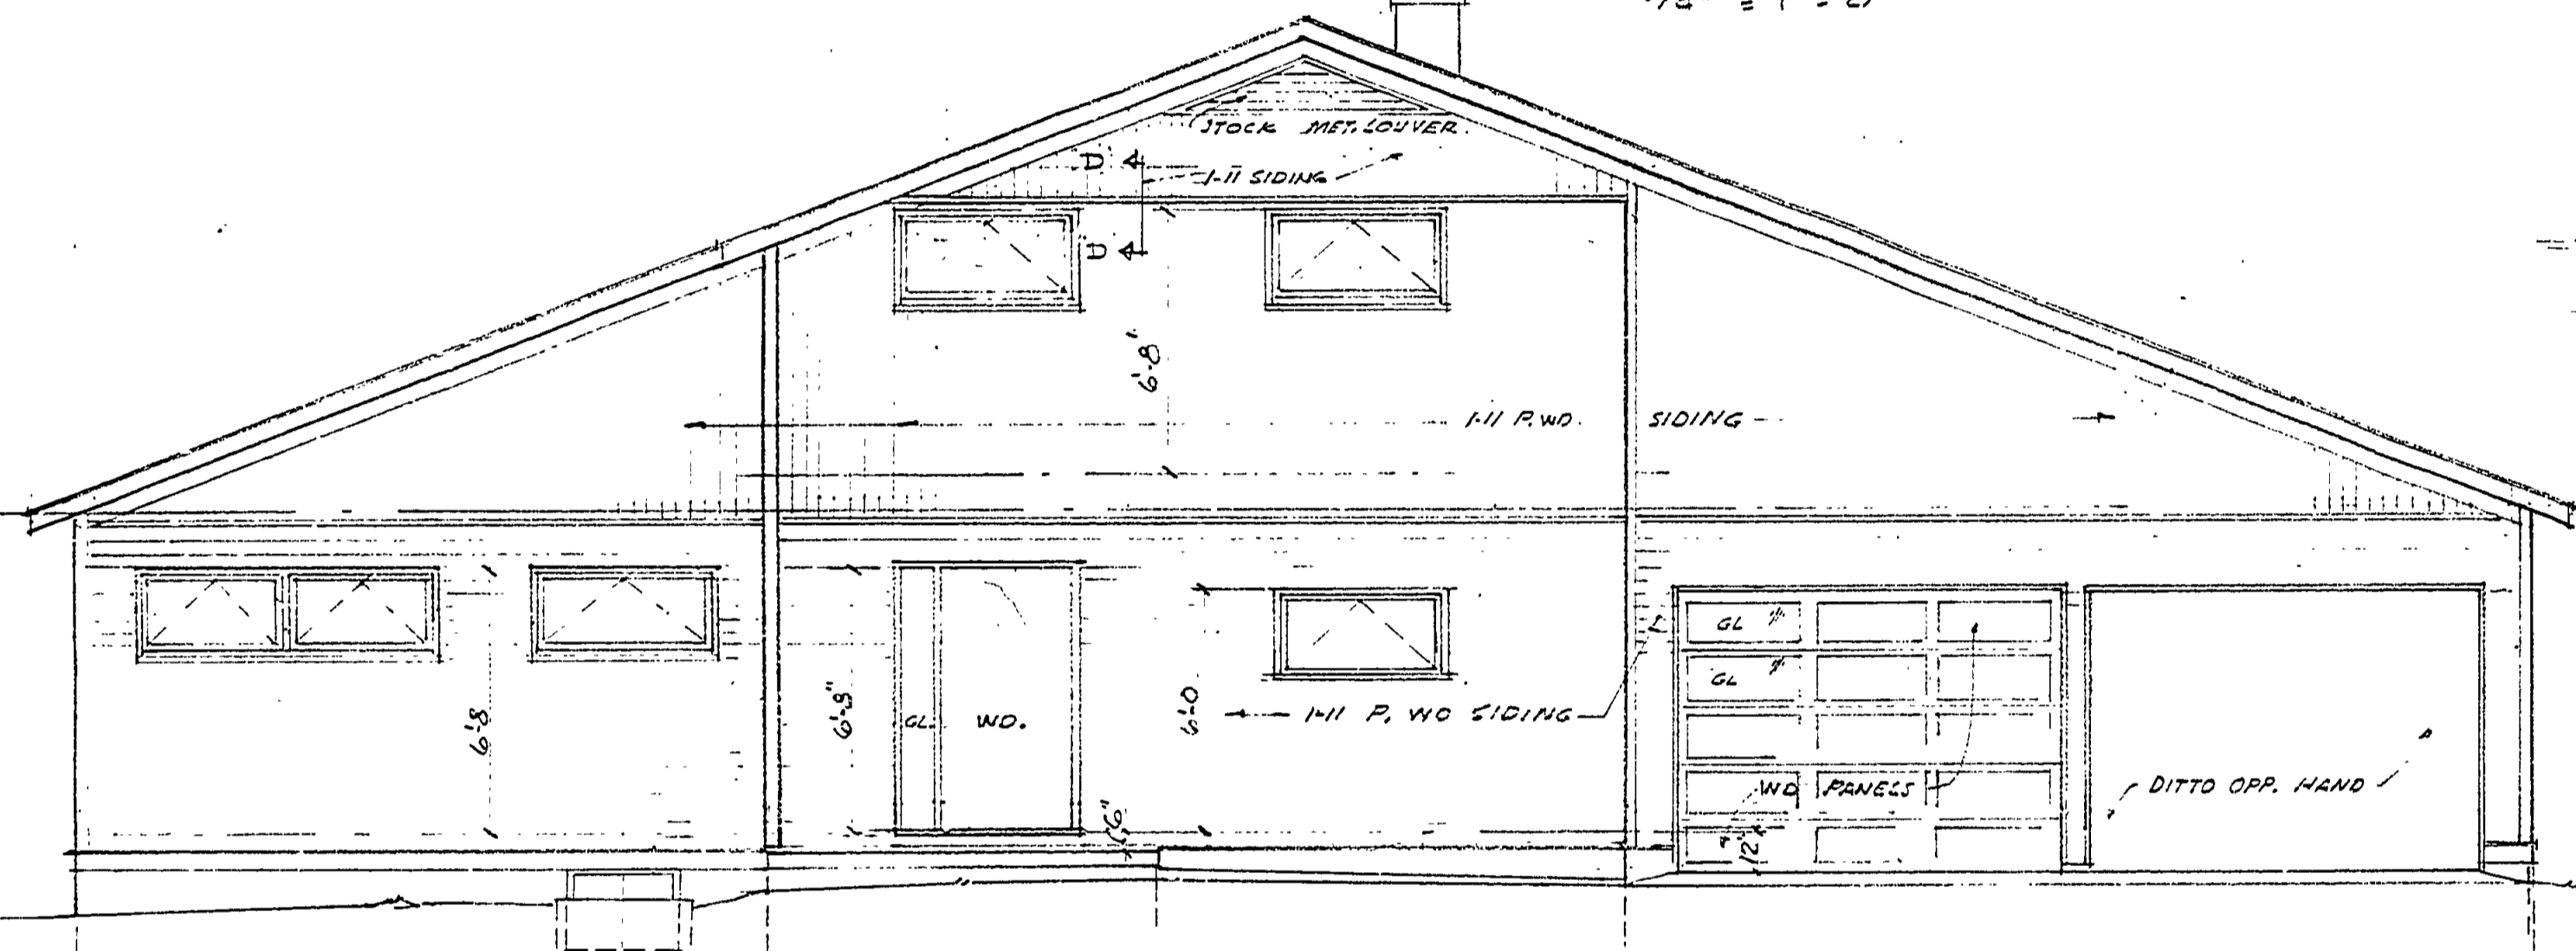 STOCK MET. LOUVER.
D
1-11 SIDING
D
6'-8"
1-11 P.WD. SIDING
6'-8
6'-8"
GL.
WD.
6'-0
1-11 P. WD SIDING
6"
GL
GL
WD PANELS
12"
DITTO OPP. HAND